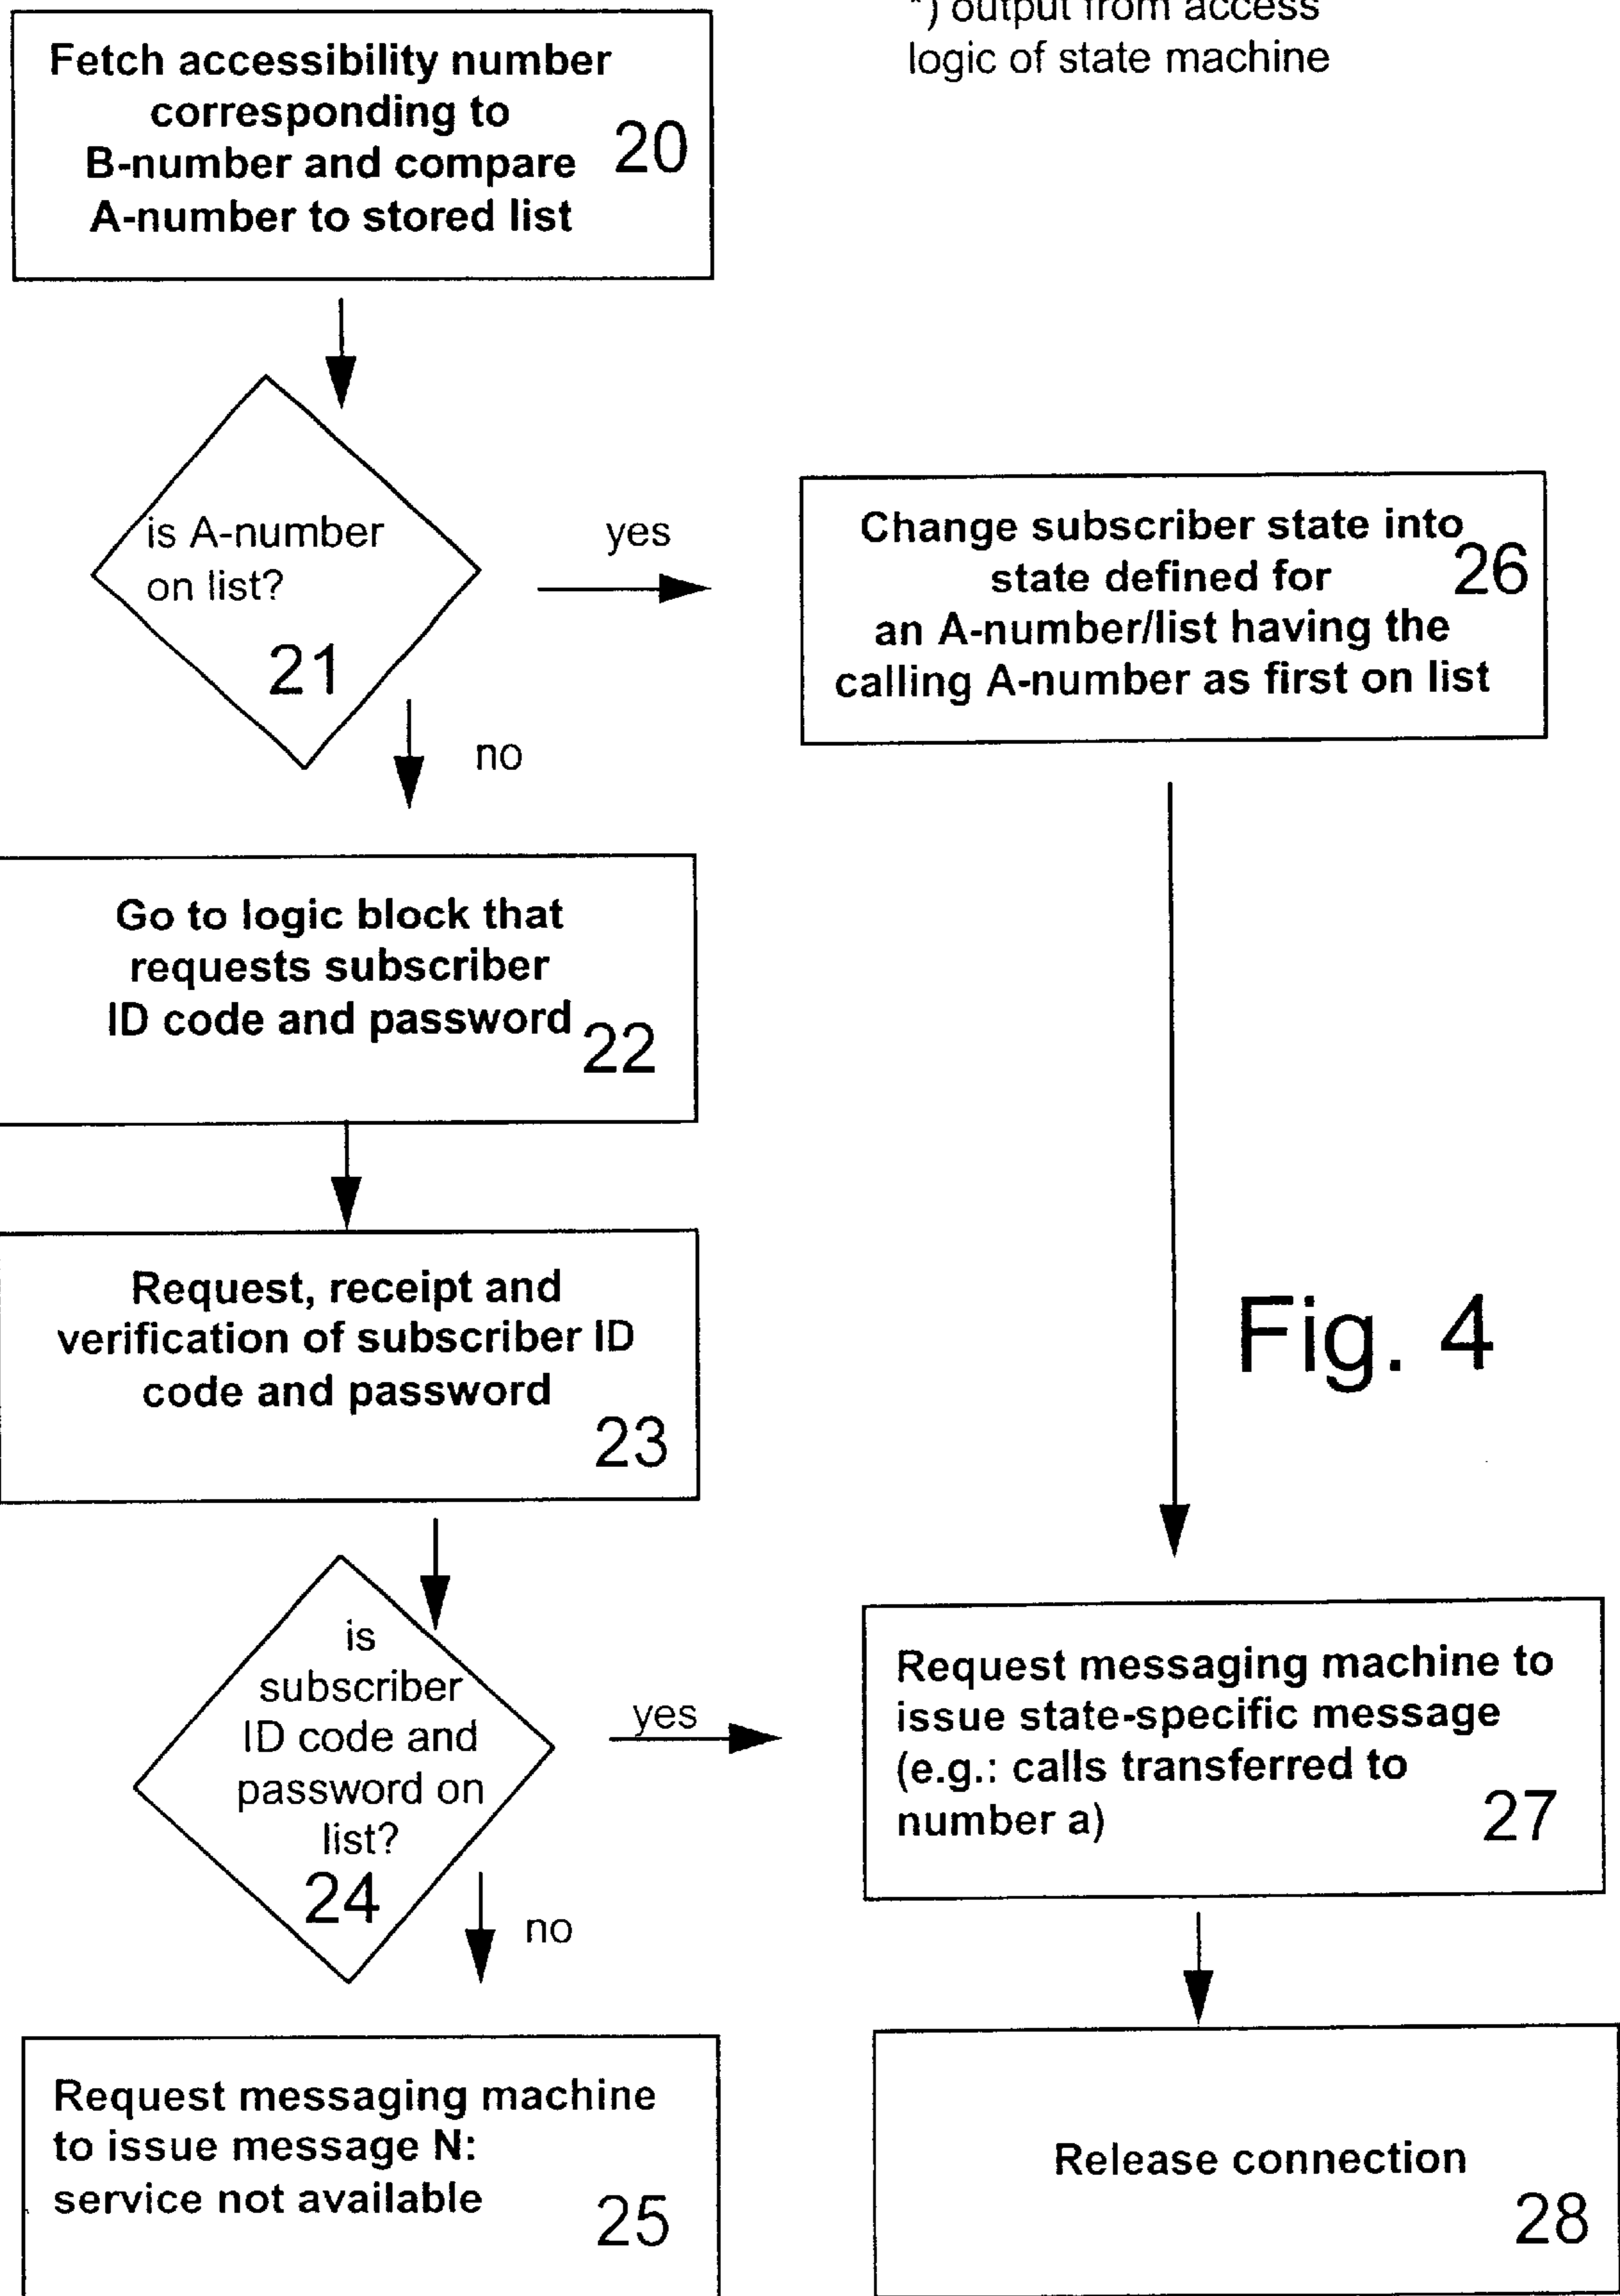 *) output from access
logic of state machine
Fetch accessibility number
corresponding to
B-number and compare
A-number to stored list
20
is A-number
on list?
21
yes
no
Change subscriber state into
state defined for
an A-number/list having the
calling A-number as first on list
26
Go to logic block that
requests subscriber
ID code and password
22
Request, receipt and
verification of subscriber ID
code and password
23
Fig. 4
is
subscriber
ID code and
password on
list?
24
yes
no
Request messaging machine to
issue state-specific message
(e.g.: calls transferred to
number a)
27
Request messaging machine
to issue message N:
service not available
25
Release connection
28